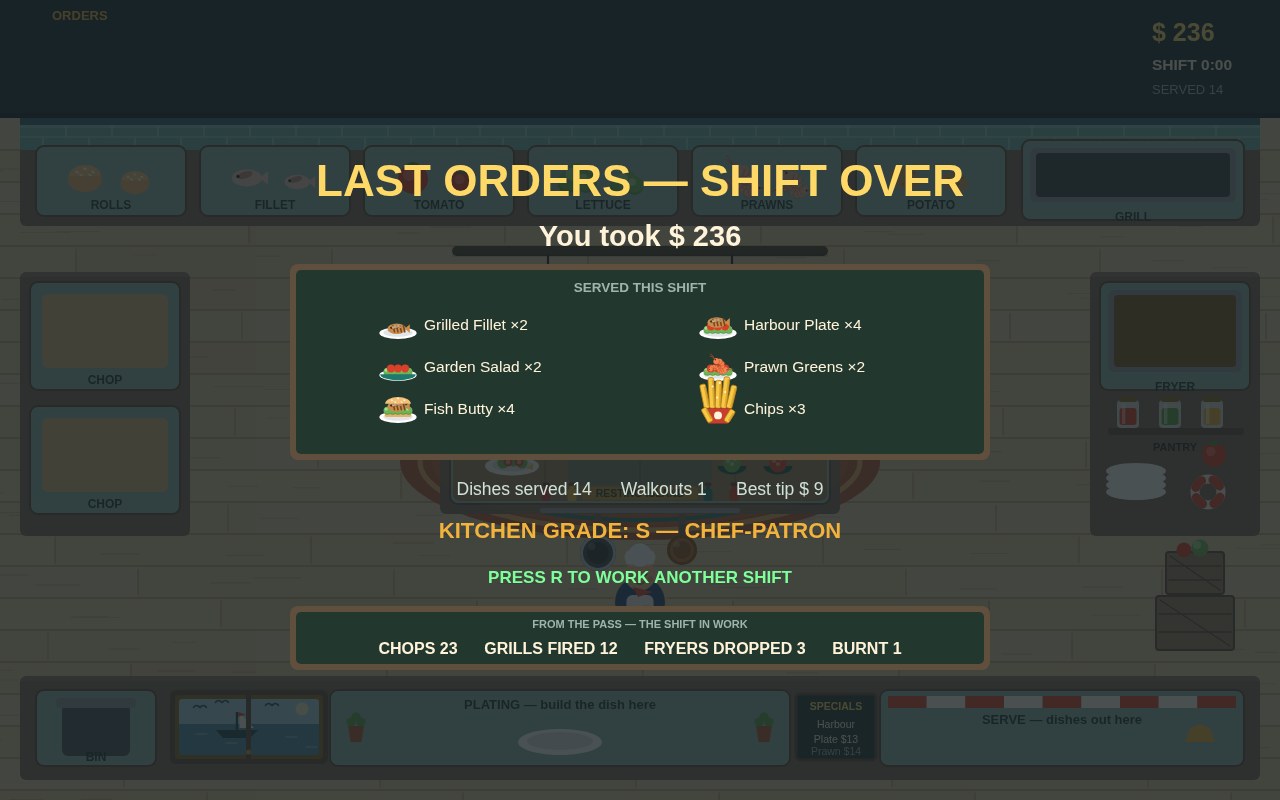 ORDERS
$ 236
SHIFT 0:00
SERVED 14
ROLLS
FILLET
TOMATO
LETTUCE
PRAWNS
POTATO
GRILL
LAST ORDERS — SHIFT OVER
You took $ 236
SERVED THIS SHIFT
Grilled Fillet ×2
Harbour Plate ×4
Garden Salad ×2
Prawn Greens ×2
Fish Butty ×4
Chips ×3
CHOP
CHOP
FRYER
PANTRY
Dishes served 14 Walkouts 1 Best tip $ 9
KITCHEN GRADE: S — CHEF-PATRON
PRESS R TO WORK ANOTHER SHIFT
FROM THE PASS — THE SHIFT IN WORK
CHOPS 23 GRILLS FIRED 12 FRYERS DROPPED 3 BURNT 1
BIN
PLATING — build the dish here
SPECIALS
Harbour
Plate $13
Prawn $14
SERVE — dishes out here